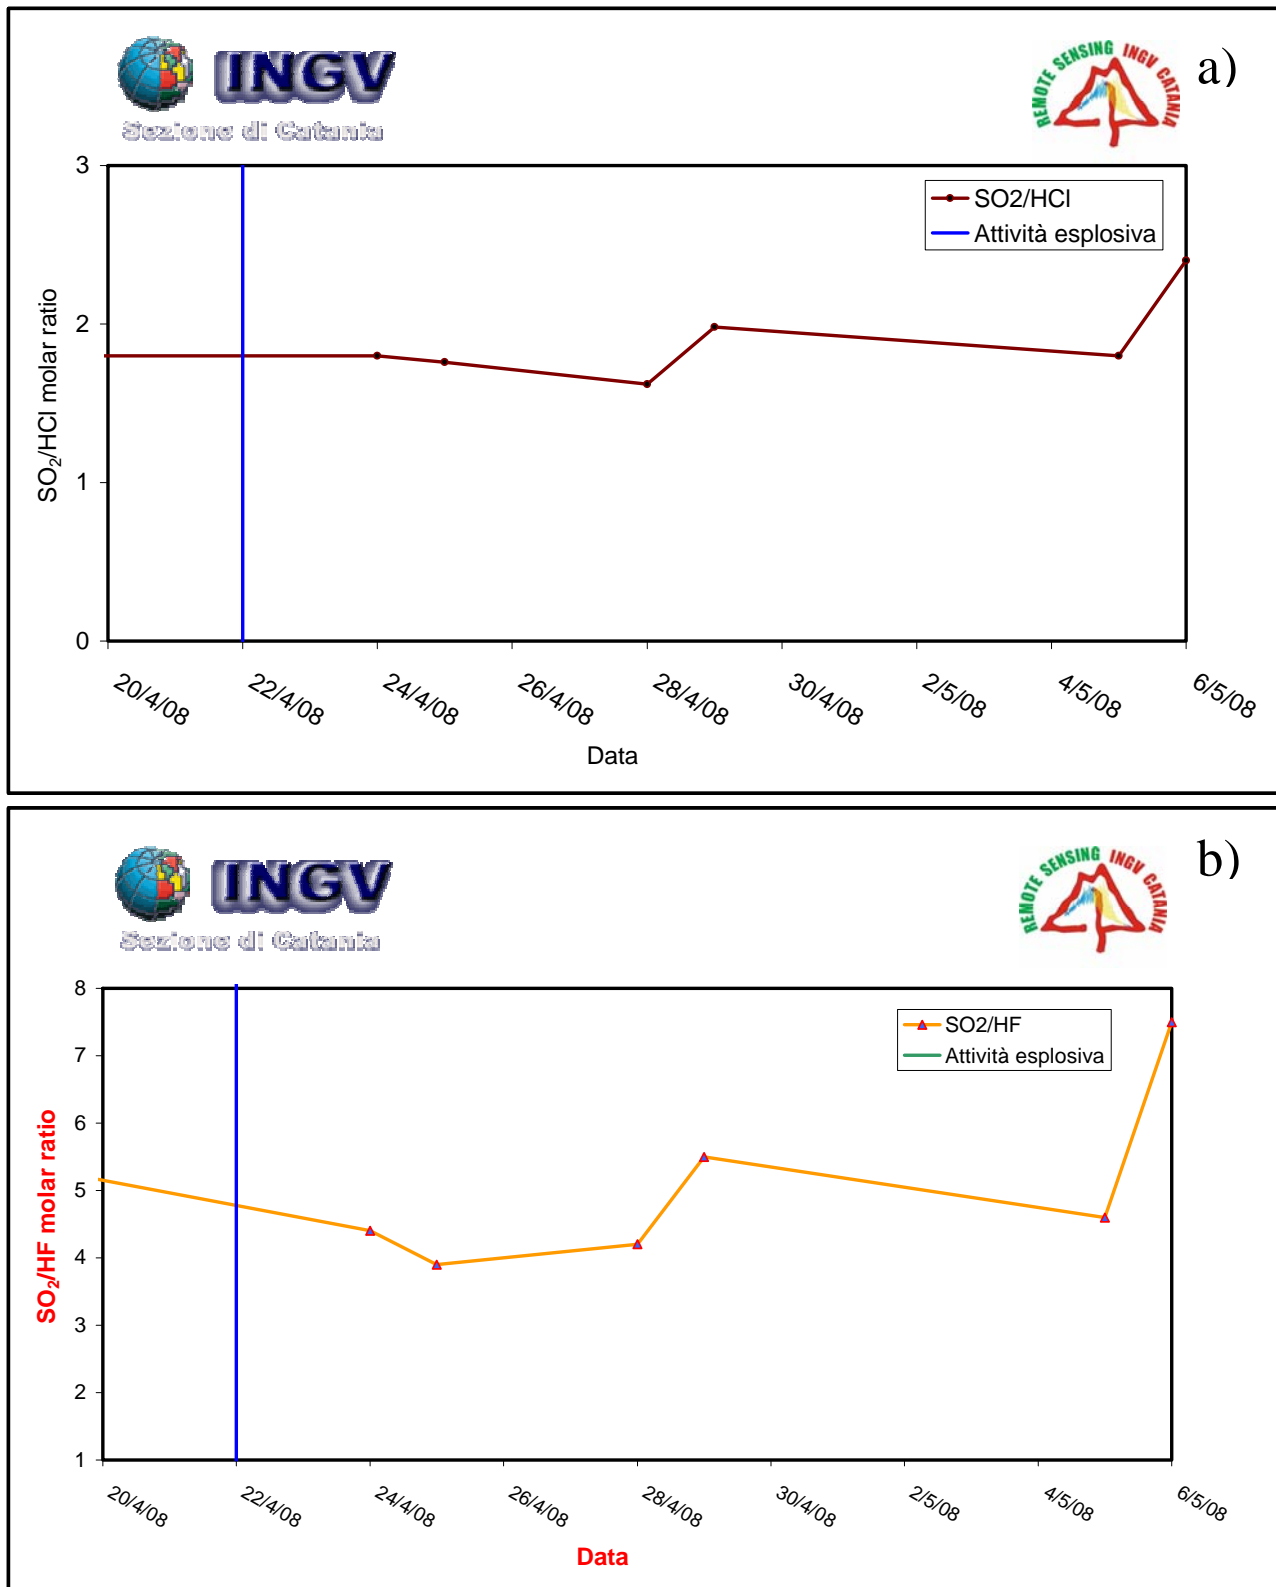 INGV
Sezione di Catania
REMOTE SENSING INGV CATANIA
a)
3
2
1
0
SO₂/HCl molar ratio
SO2/HCl
Attività esplosiva
20/4/08
22/4/08
24/4/08
26/4/08
28/4/08
30/4/08
2/5/08
4/5/08
6/5/08
Data
INGV
Sezione di Catania
REMOTE SENSING INGV CATANIA
b)
8
7
6
5
4
3
2
1
SO₂/HF molar ratio
SO2/HF
Attività esplosiva
20/4/08
22/4/08
24/4/08
26/4/08
28/4/08
30/4/08
2/5/08
4/5/08
6/5/08
Data